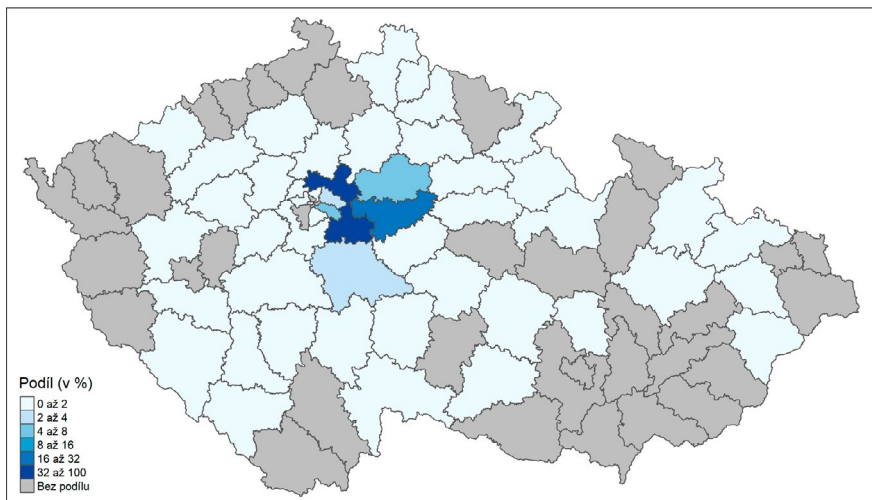 Podíl (v %)
0 až 2
2 až 4
4 až 8
8 až 16
16 až 32
32 až 100
Bez podílu